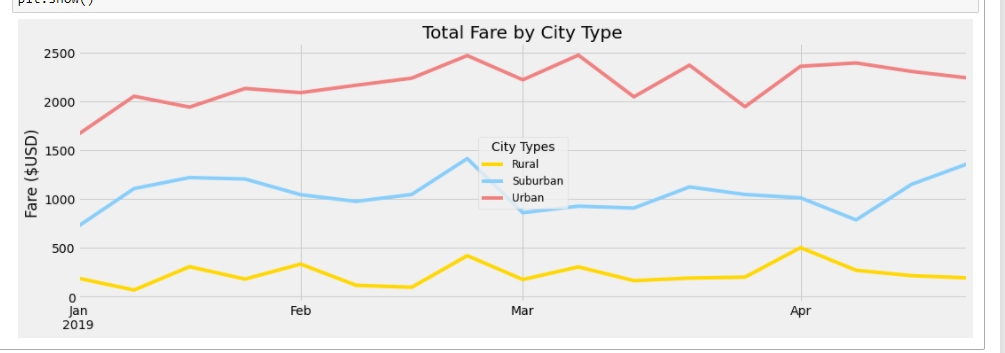 plt.show()
Total Fare by City Type
Fare ($USD)
2500
2000
1500
1000
500
0
City Types
Rural
Suburban
Urban
Jan Feb Mar Apr
2019